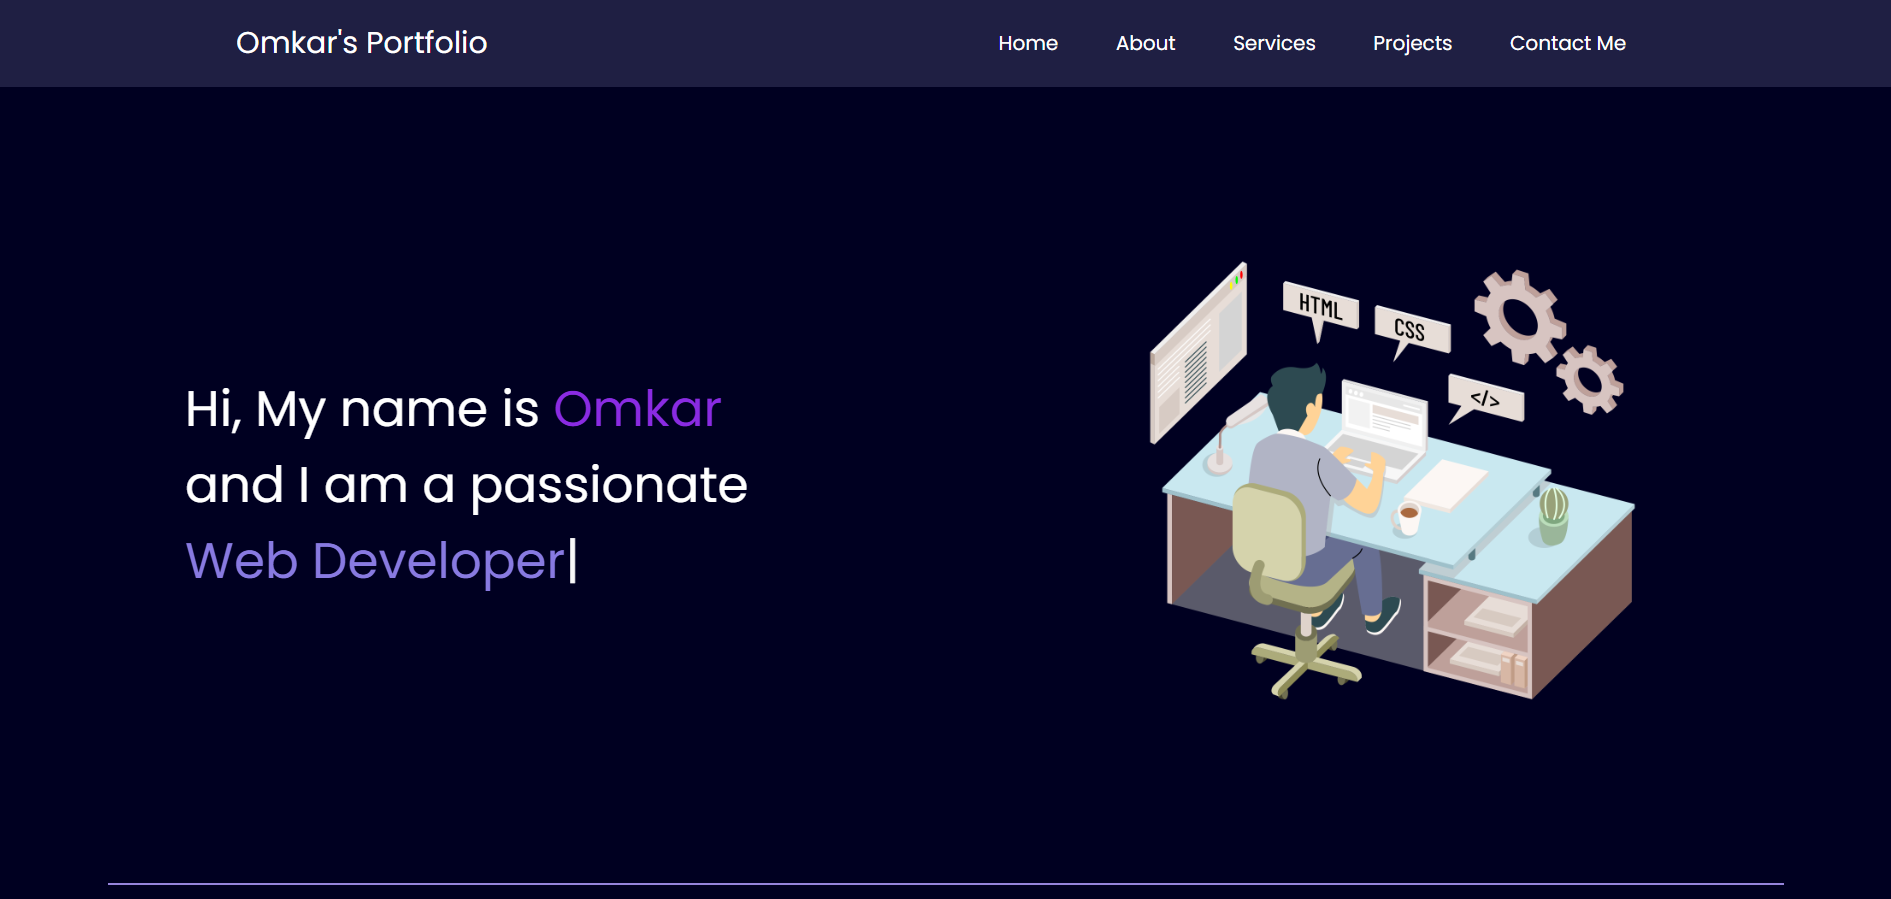 Omkar's Portfolio
Home About Services Projects Contact Me
Hi, My name is Omkar
and I am a passionate
Web Developer|
HTML
CSS
</>